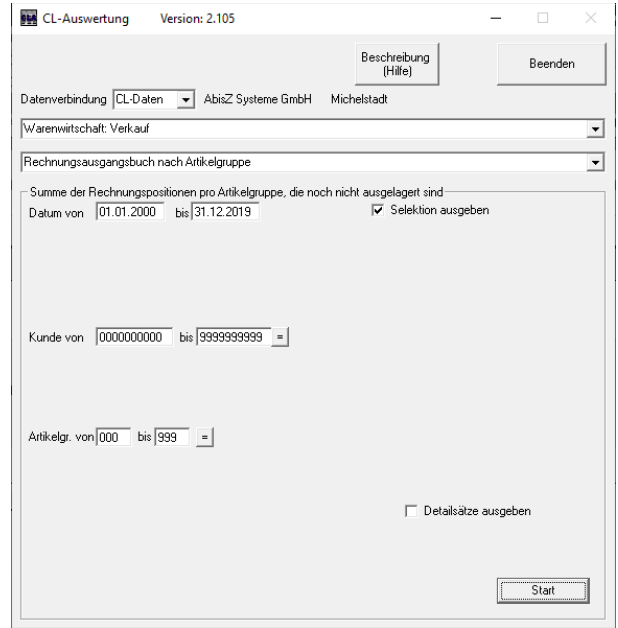 CL-Auswertung Version: 2.105
Beschreibung
(Hilfe)
Beenden
Datenverbindung CL-Daten AbisZ Systeme GmbH Michelstadt
Warenwirtschaft: Verkauf
Rechnungsausgangsbuch nach Artikelgruppe
Summe der Rechnungspositionen pro Artikelgruppe, die noch nicht ausgelagert sind
Datum von 01.01.2000 bis 31.12.2019 Selektion ausgeben
Kunde von 0000000000 bis 9999999999 =
Artikelgr. von 000 bis 999 =
Detailsätze ausgeben
Start